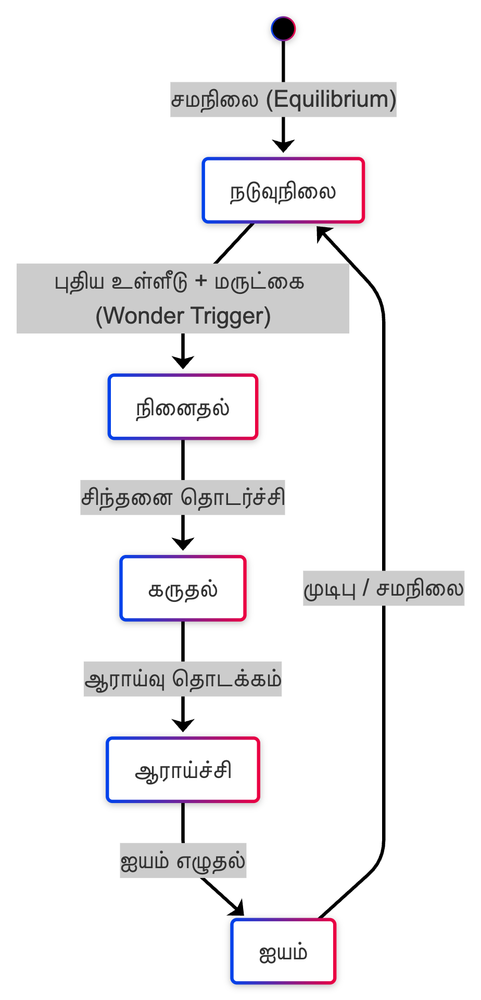 சமநிலை (Equilibrium)
நடுவுநிலை
புதிய உள்ளீடு + மருட்கை
(Wonder Trigger)
நினைதல்
சிந்தனை தொடர்ச்சி
கருதல்
முடிபு / சமநிலை
ஆராய்வு தொடக்கம்
ஆராய்ச்சி
ஐயம் எழுதல்
ஐயம்